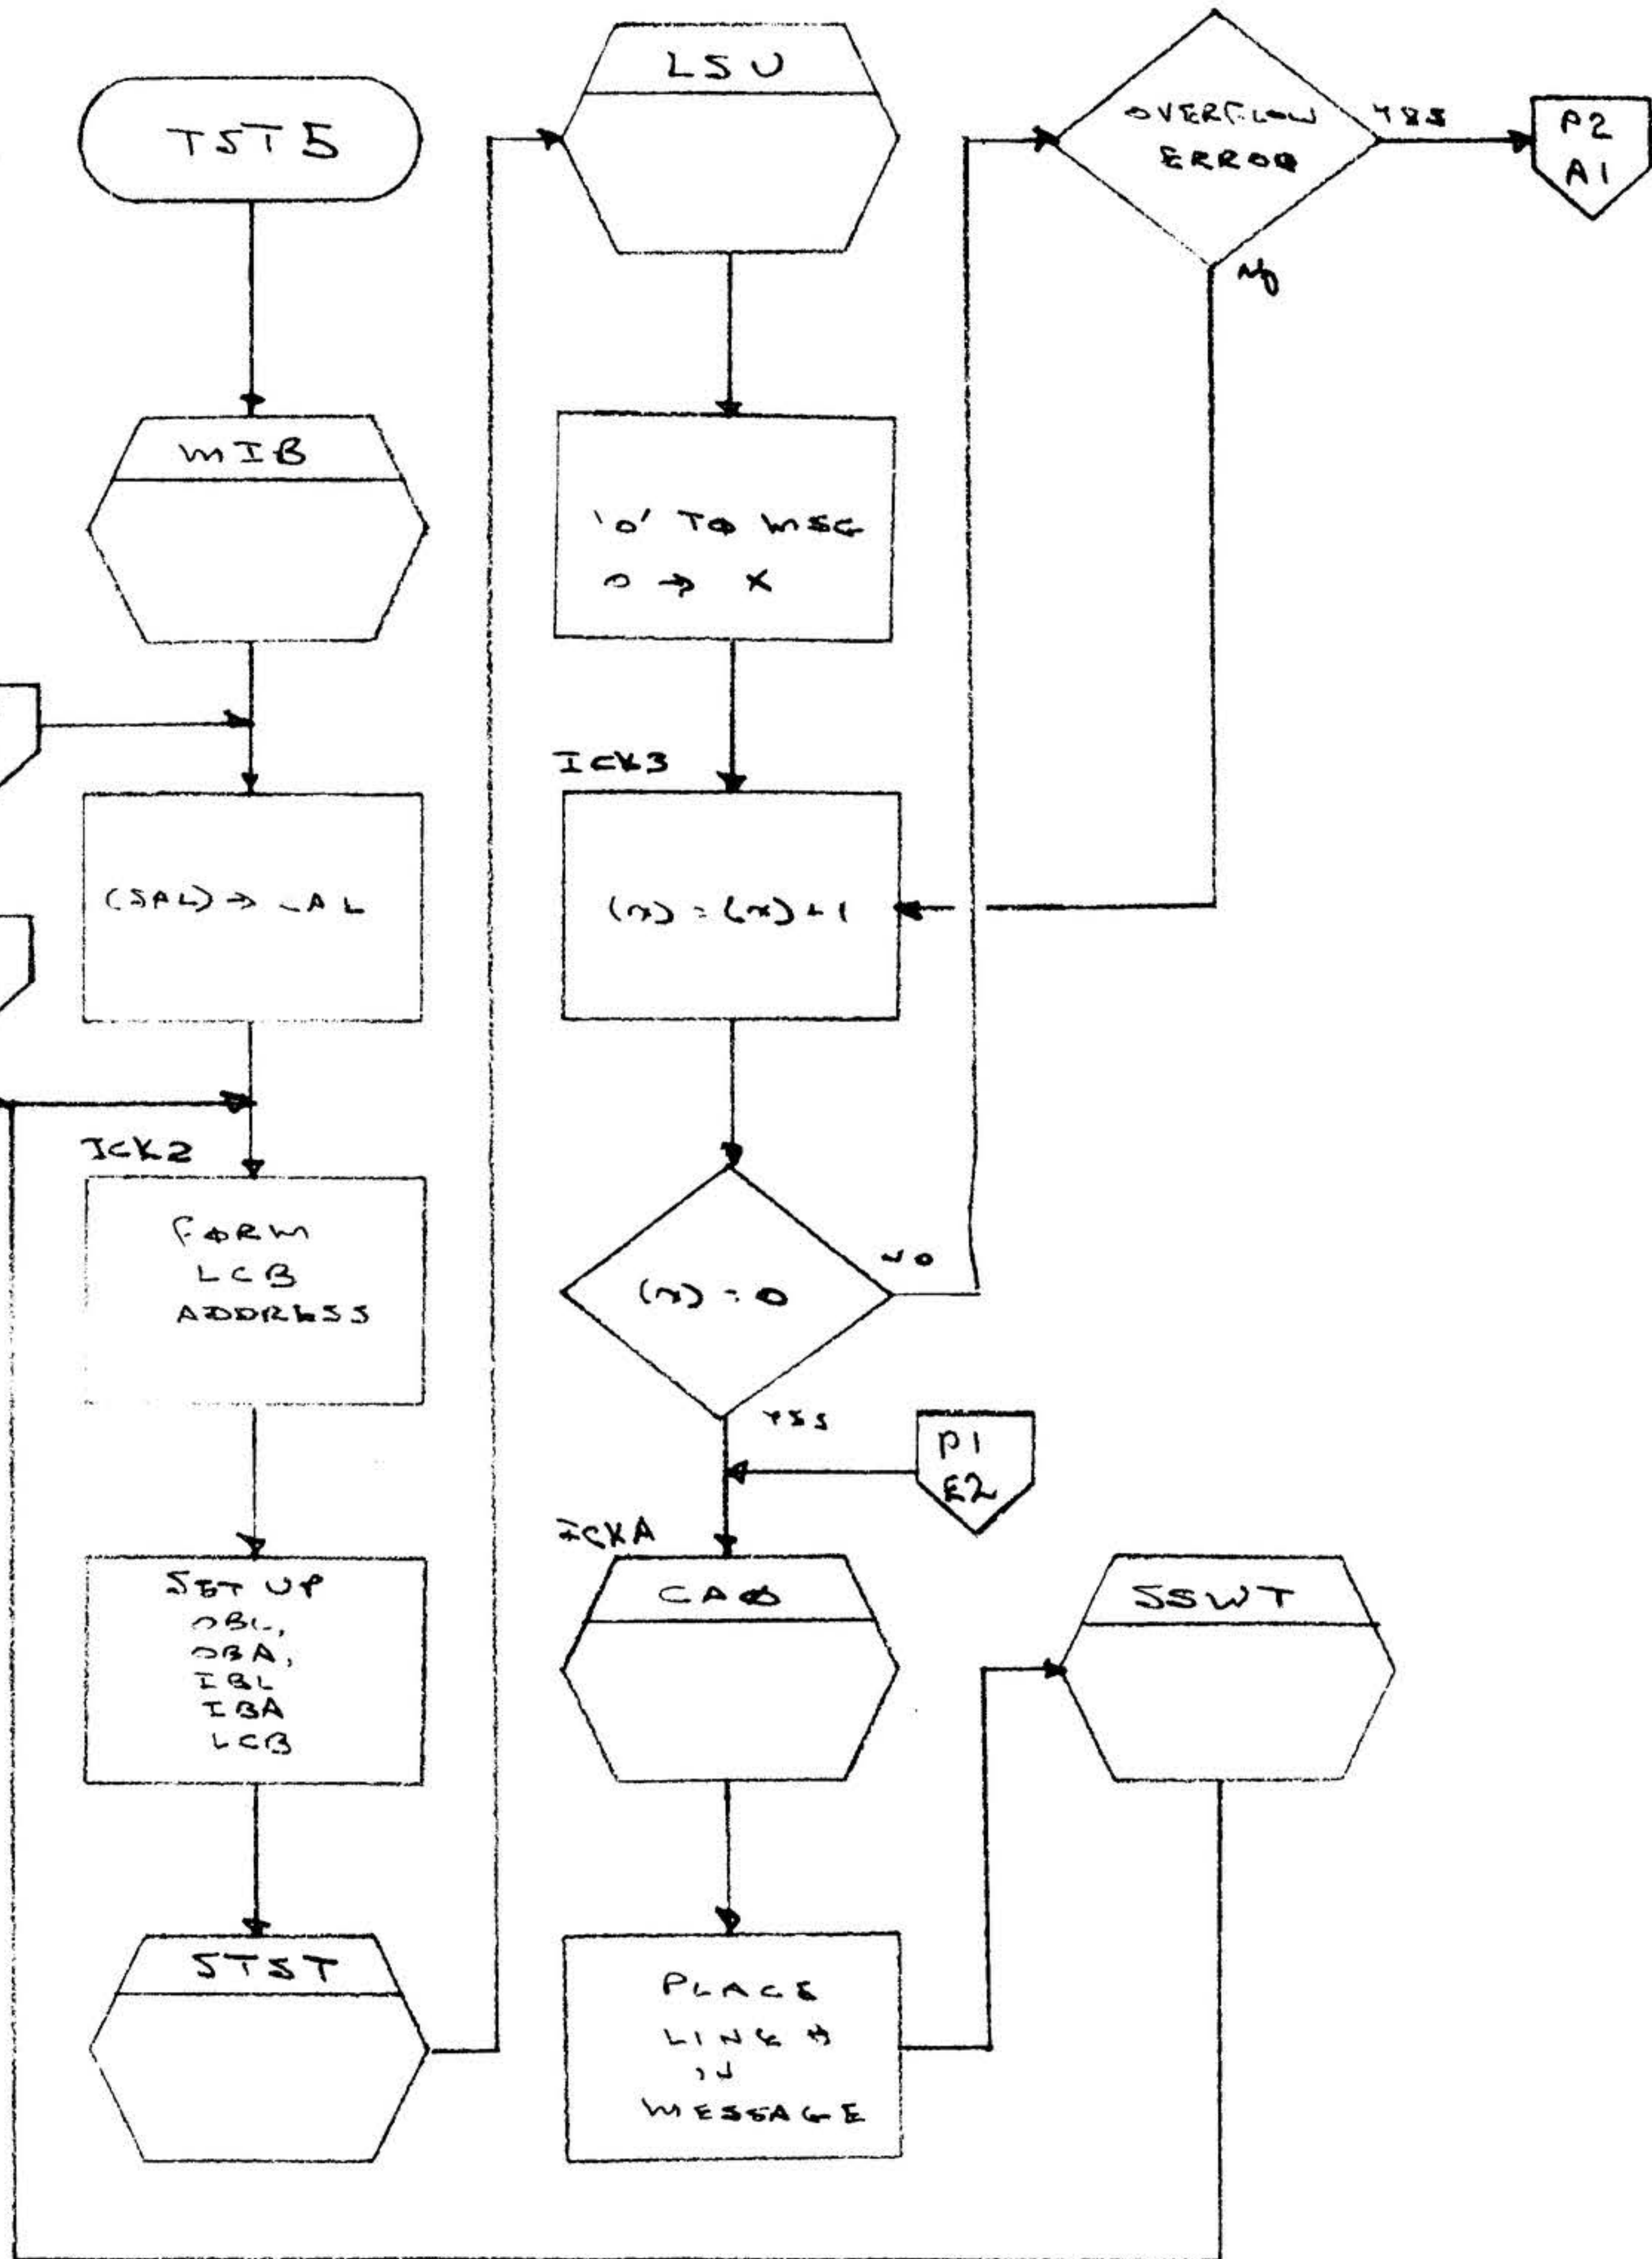 TST5
MIB
(SAL) → LAL
ICK2
FORM
LCB
ADDRESS
SET UP
OBL,
OBA,
IBL
IBA
LCB
STST
LSU
'0' TO MSG
0 → X
ICK3
(X) = (X) + 1
(X) = 0
NO
YES
P1
E2
ICKA
CAO
PLACE
LINE #
IN
MESSAGE
OVERFLOW
ERROR
YES
NO
P2
A1
SSWT